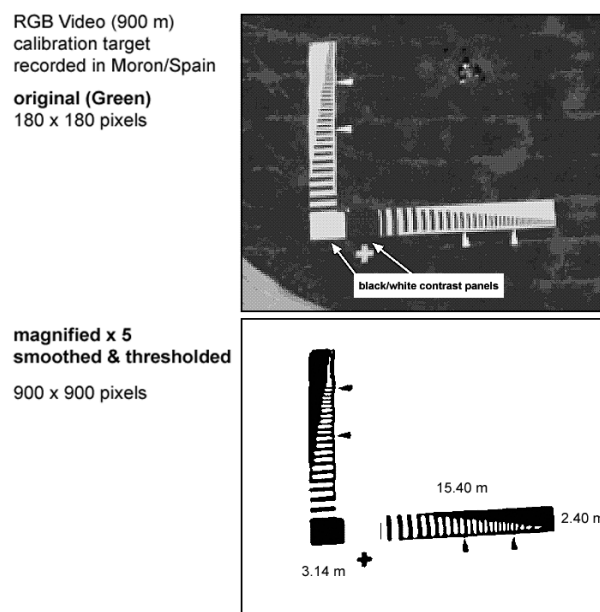 RGB Video (900 m)
calibration target
recorded in Moron/Spain
original (Green)
180 x 180 pixels
black/white contrast panels
magnified x 5
smoothed & thresholded
900 x 900 pixels
15.40 m
2.40 m
3.14 m